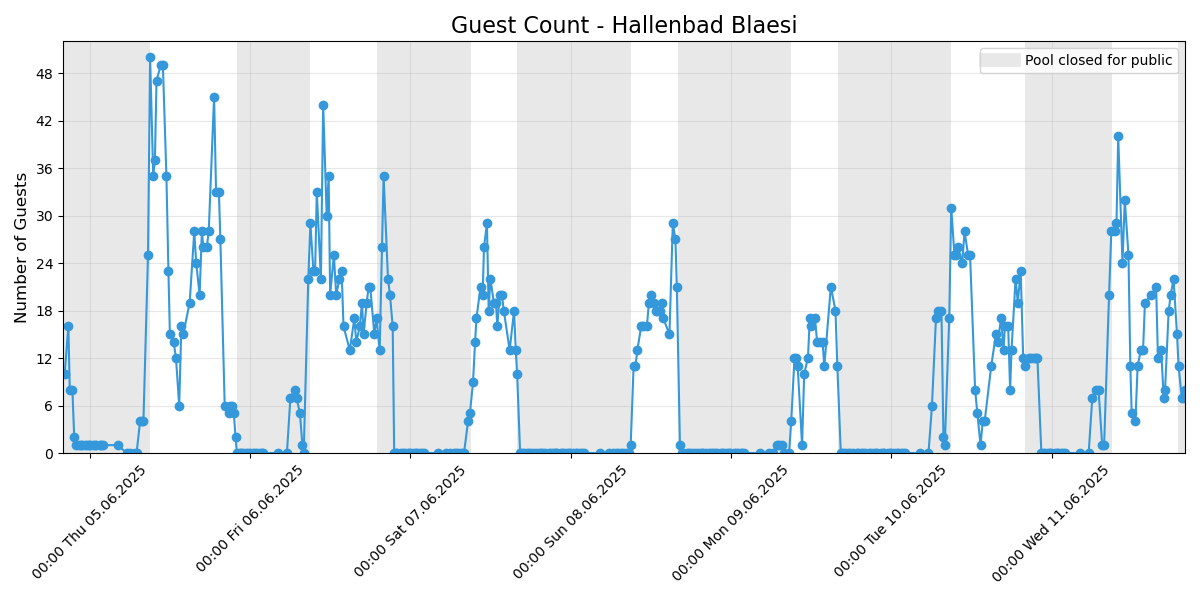 Guest Count - Hallenbad Blaesi
Pool closed for public
Number of Guests
48
42
36
30
24
18
12
6
0
00:00 Thu 05.06.2025
00:00 Fri 06.06.2025
00:00 Sat 07.06.2025
00:00 Sun 08.06.2025
00:00 Mon 09.06.2025
00:00 Tue 10.06.2025
00:00 Wed 11.06.2025